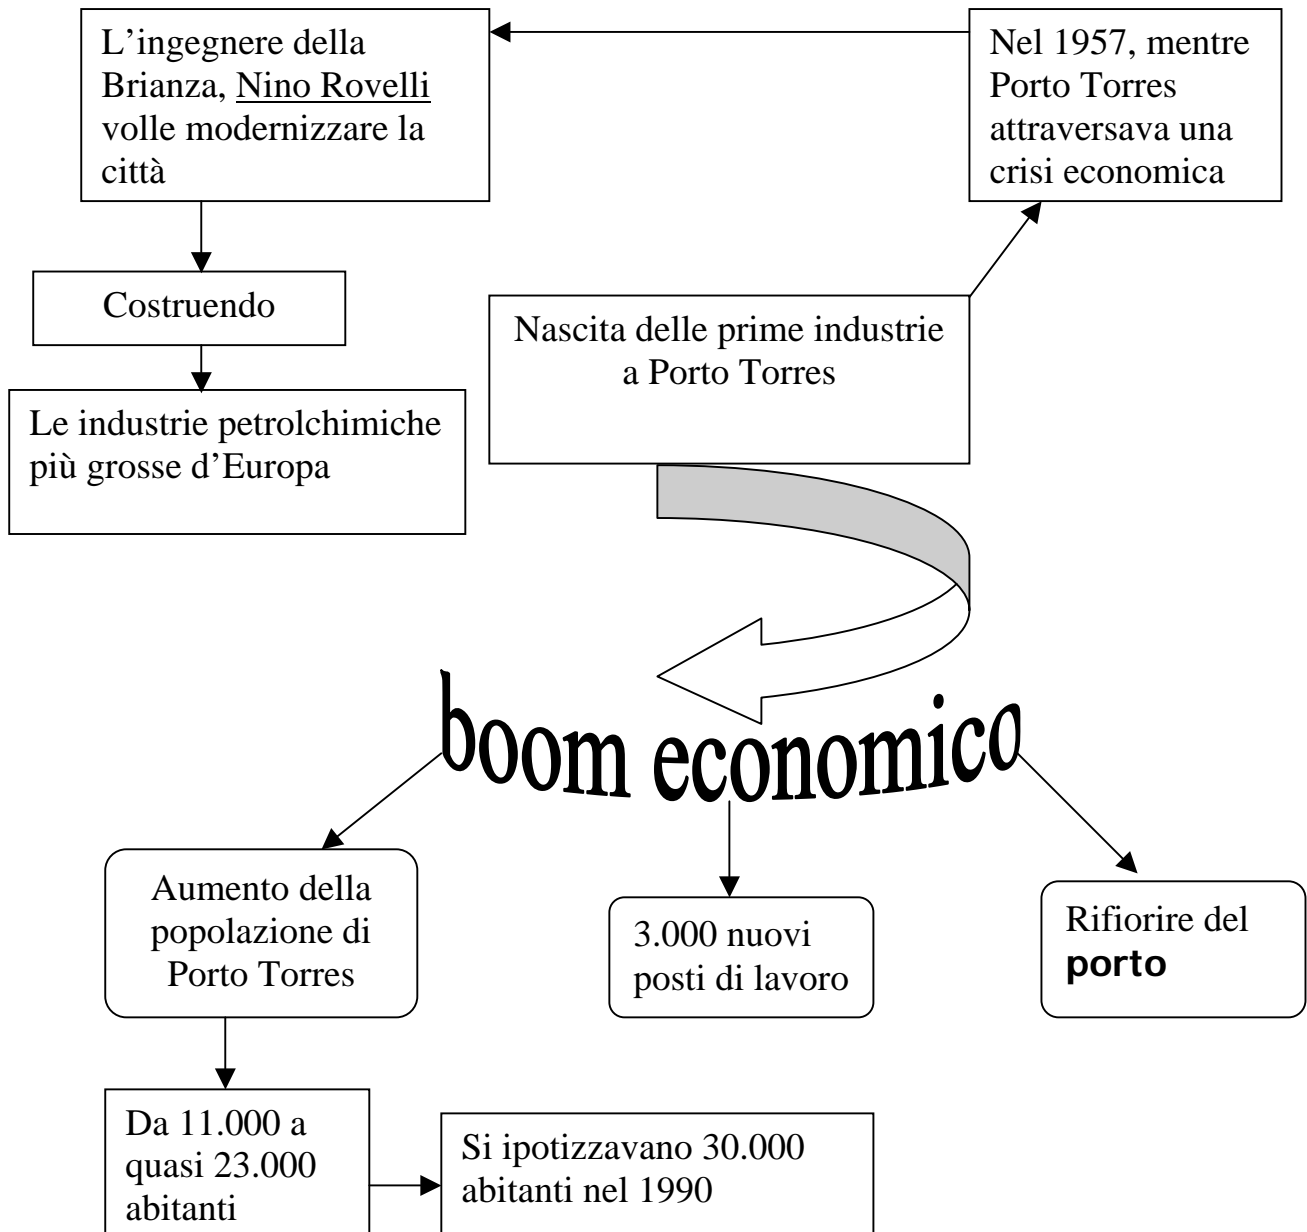 L’ingegnere della
Brianza, Nino Rovelli
volle modernizzare la
città
Nel 1957, mentre
Porto Torres
attraversava una
crisi economica
Costruendo
Nascita delle prime industrie
a Porto Torres
Le industrie petrolchimiche
più grosse d’Europa
boom economico
Aumento della
popolazione di
Porto Torres
3.000 nuovi
posti di lavoro
Rifiorire del
porto
Da 11.000 a
quasi 23.000
abitanti
Si ipotizzavano 30.000
abitanti nel 1990